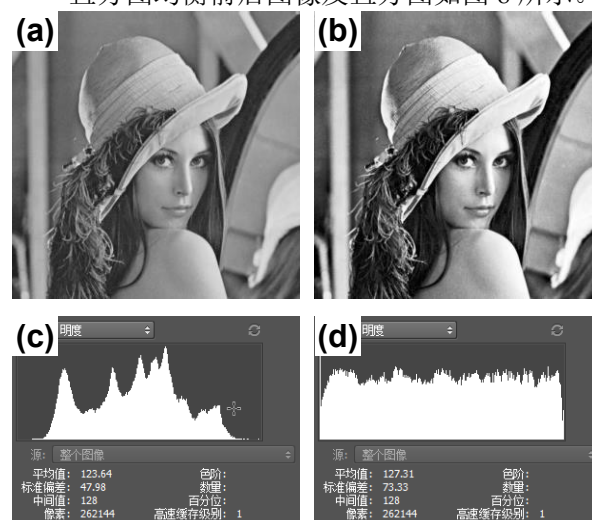 直方图均衡前后图像及直方图如图 6 所示。
(a) (b)
(c) 明度 (d) 明度
源: 整个图像 源: 整个图像
平均值: 123.64 色阶: 平均值: 127.31 色阶:
标准偏差: 47.98 数量: 标准偏差: 73.33 数量:
中间值: 128 百分位: 中间值: 128 百分位:
像素: 262144 高速缓存级别: 1 像素: 262144 高速缓存级别: 1